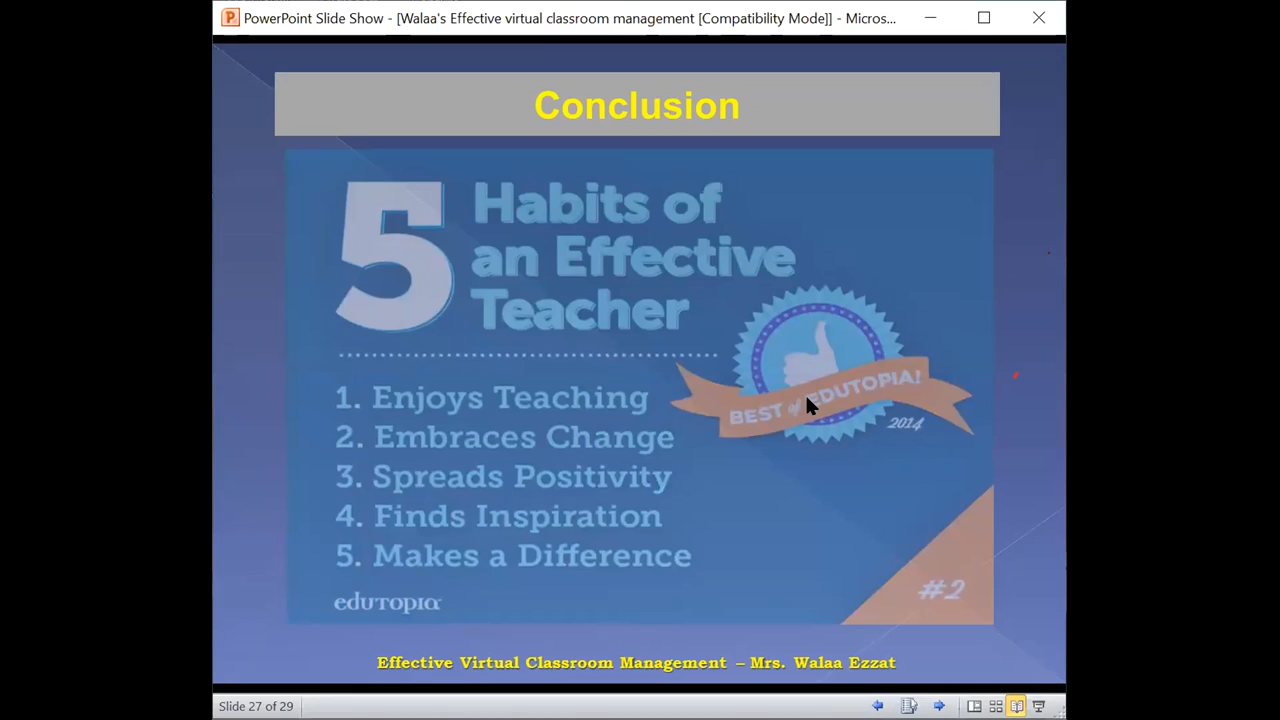 PowerPoint Slide Show - [Walaa's Effective virtual classroom management [Compatibility Mode]] - Micros...
Conclusion
5 Habits of
an Effective
Teacher
BEST of EDUTOPIA!
2014
1. Enjoys Teaching
2. Embraces Change
3. Spreads Positivity
4. Finds Inspiration
5. Makes a Difference
#2
edutopia
Effective Virtual Classroom Management – Mrs. Walaa Ezzat
Slide 27 of 29